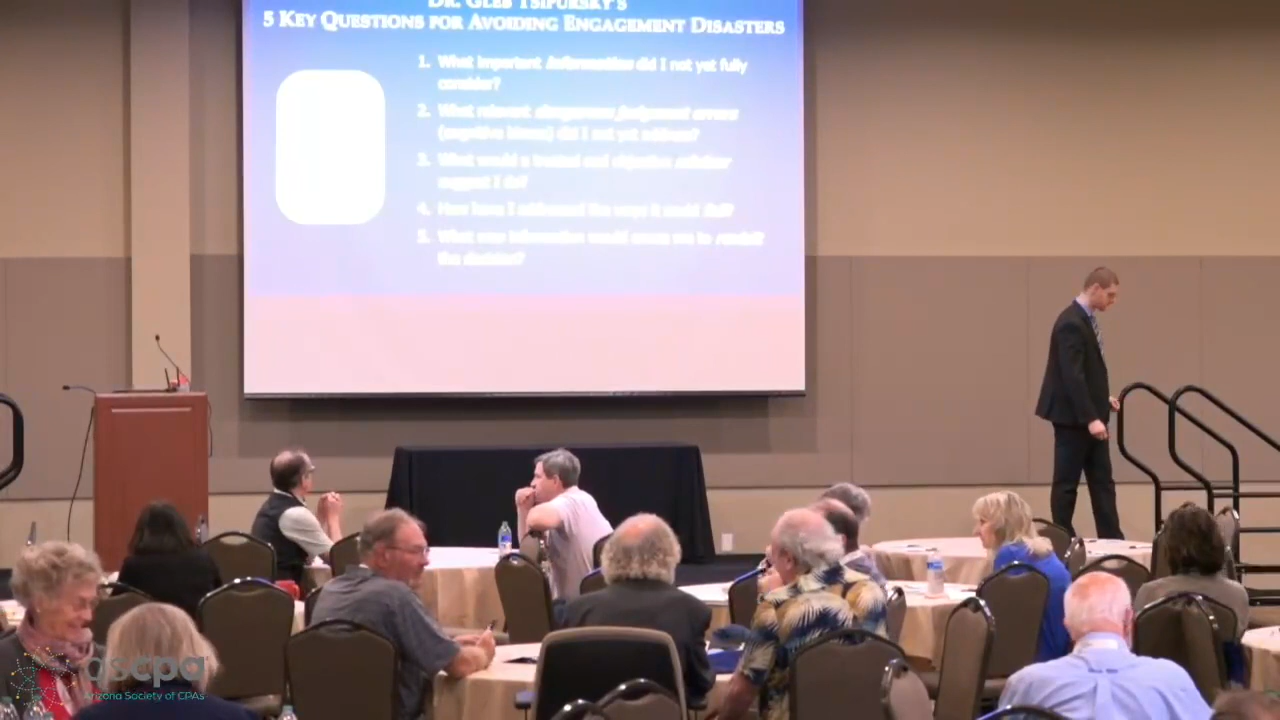 DR. GLEB TSIPURSKY'S
5 KEY QUESTIONS FOR AVOIDING ENGAGEMENT DISASTERS
1. What important information did I not yet fully
consider?
2. What relevant dangerous judgment errors
(cognitive biases) did I not yet address?
3. What would a trusted and objective advisor
suggest I do?
4. How have I addressed the ways it could fail?
5. What new information would cause me to revisit
the decision?
ascpa
Arizona Society of CPAs